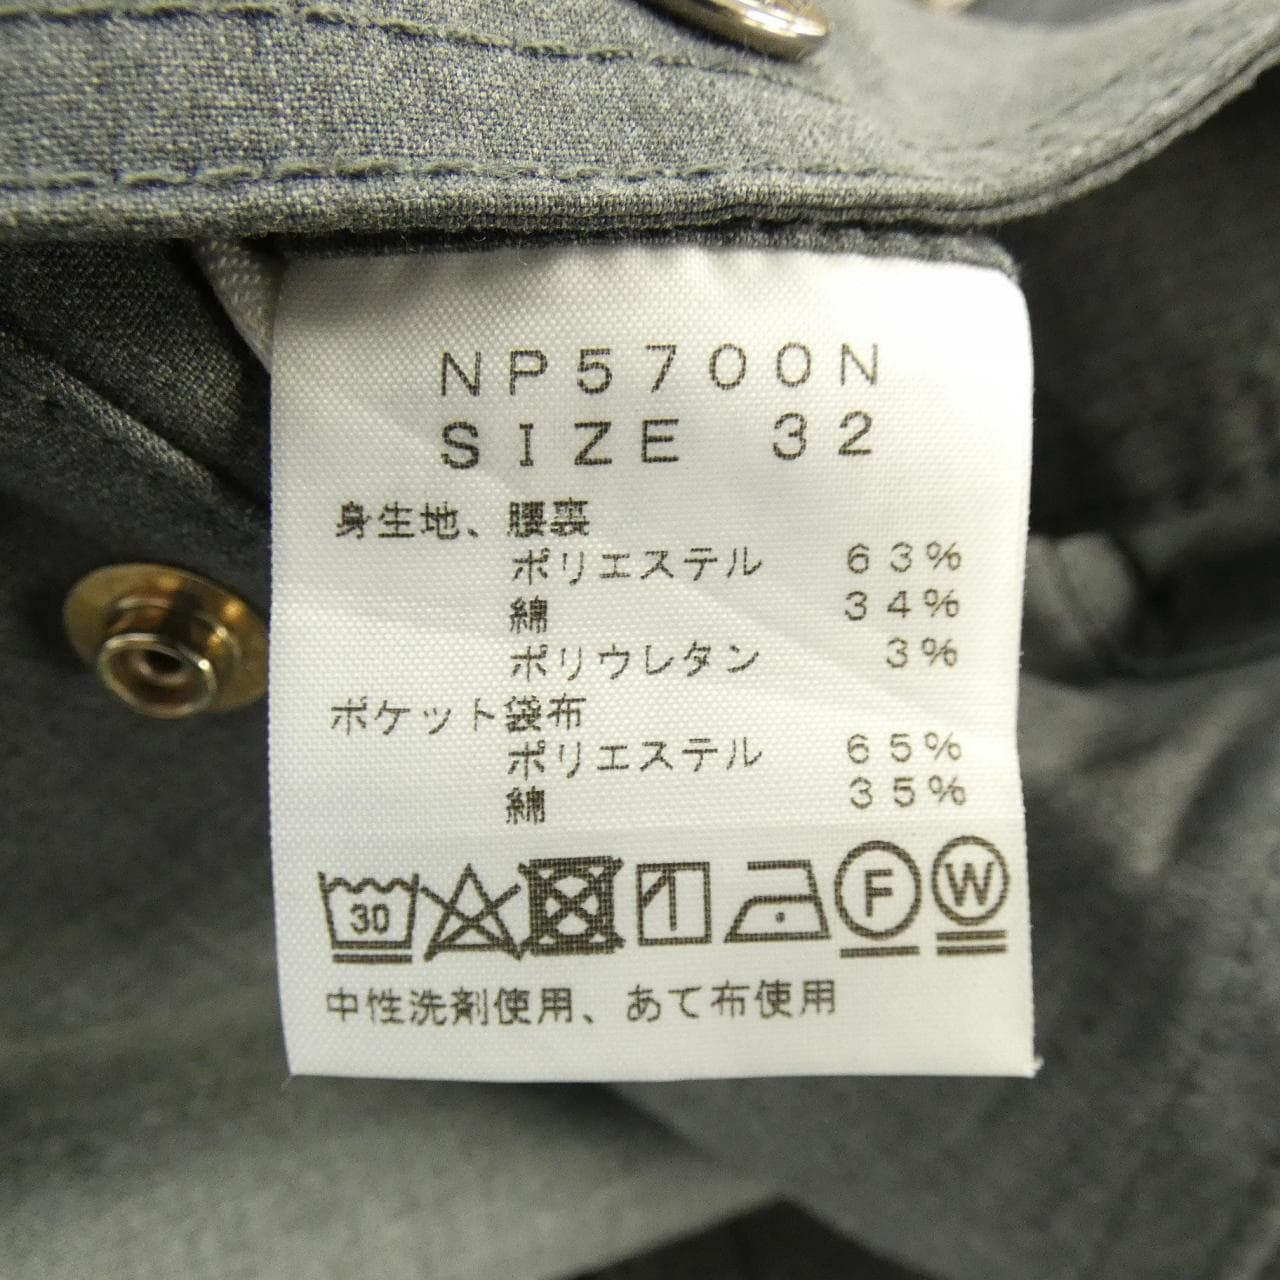 NP5700N
SIZE 32
身生地、腰裏
ポリエステル 63%
綿 34%
ポリウレタン 3%
ポケット袋布
ポリエステル 65%
綿 35%
30 F W
中性洗剤使用、あて布使用